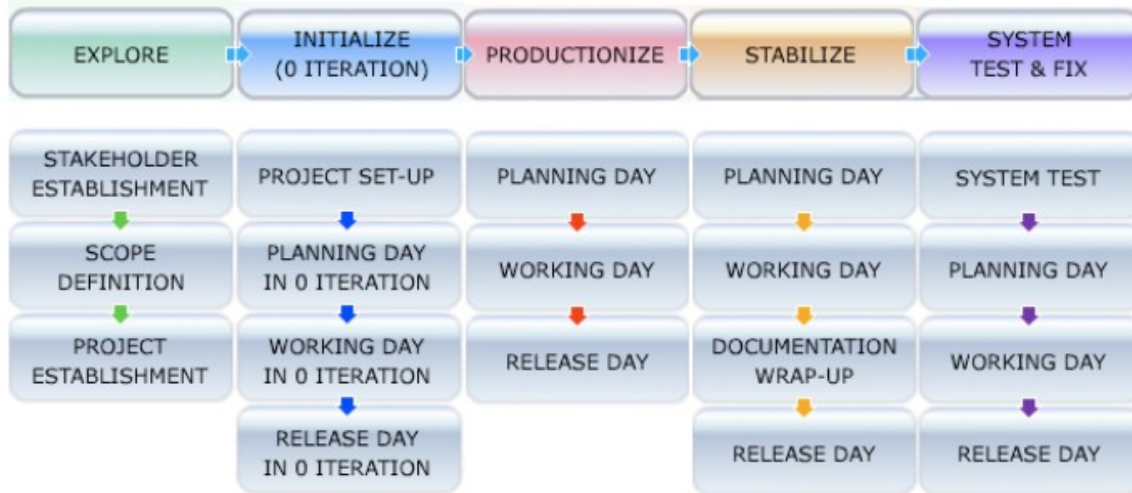 EXPLORE
INITIALIZE
(0 ITERATION)
PRODUCTIONIZE
STABILIZE
SYSTEM
TEST & FIX
STAKEHOLDER
ESTABLISHMENT
SCOPE
DEFINITION
PROJECT
ESTABLISHMENT
PROJECT SET-UP
PLANNING DAY
IN 0 ITERATION
WORKING DAY
IN 0 ITERATION
RELEASE DAY
IN 0 ITERATION
PLANNING DAY
WORKING DAY
RELEASE DAY
PLANNING DAY
WORKING DAY
DOCUMENTATION
WRAP-UP
RELEASE DAY
SYSTEM TEST
PLANNING DAY
WORKING DAY
RELEASE DAY